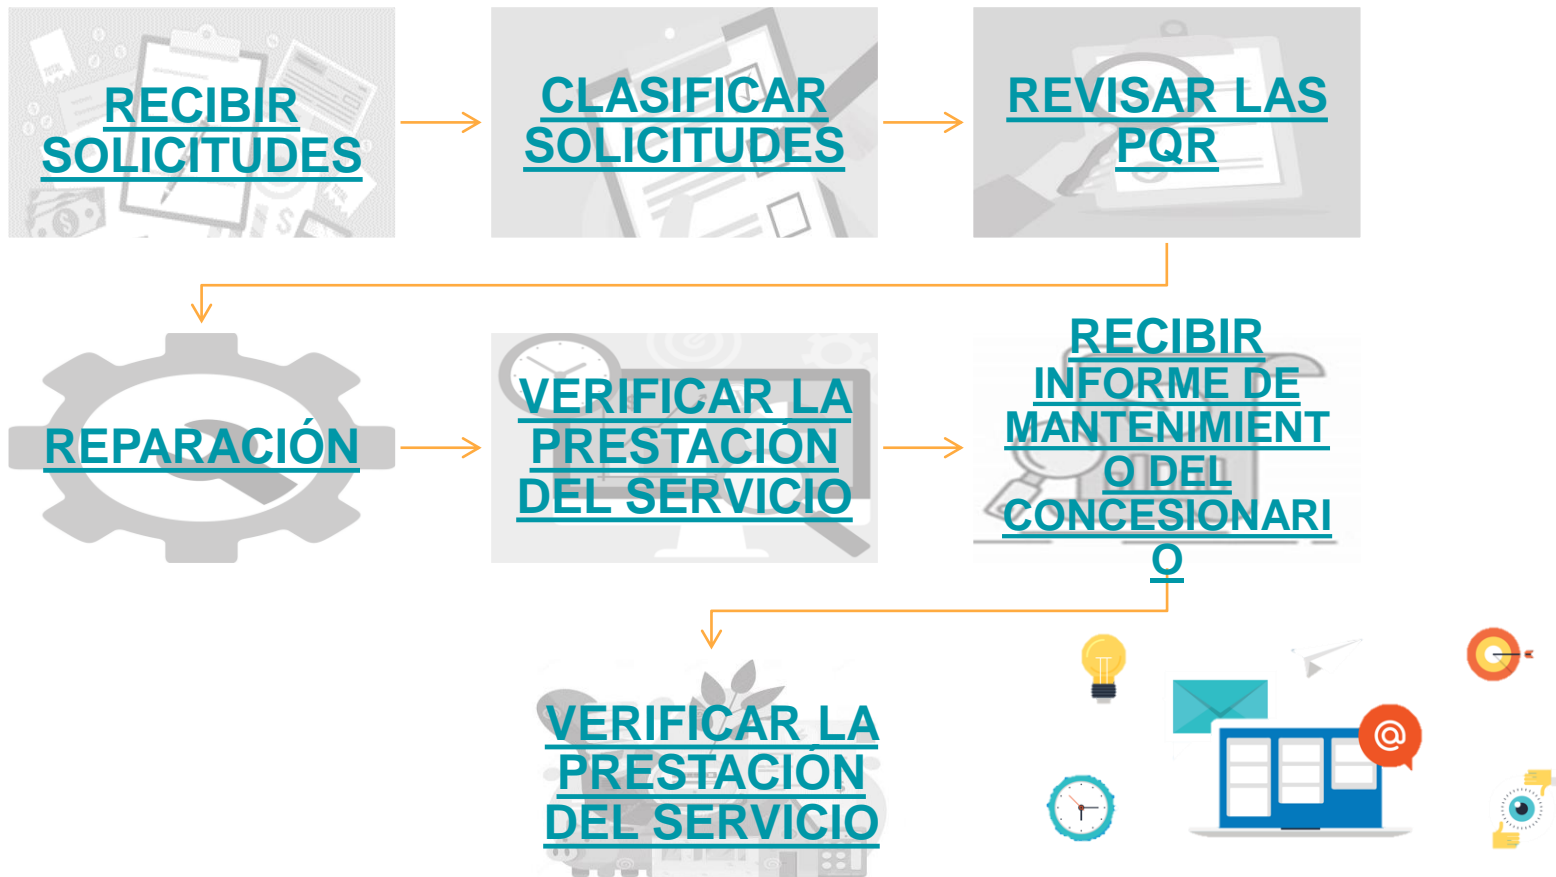 RECIBIR
SOLICITUDES
CLASIFICAR
SOLICITUDES
REVISAR LAS
PQR
REPARACIÓN
VERIFICAR LA
PRESTACIÓN
DEL SERVICIO
RECIBIR
INFORME DE
MANTENIMIENT
O DEL
CONCESIONARI
O
VERIFICAR LA
PRESTACIÓN
DEL SERVICIO
@